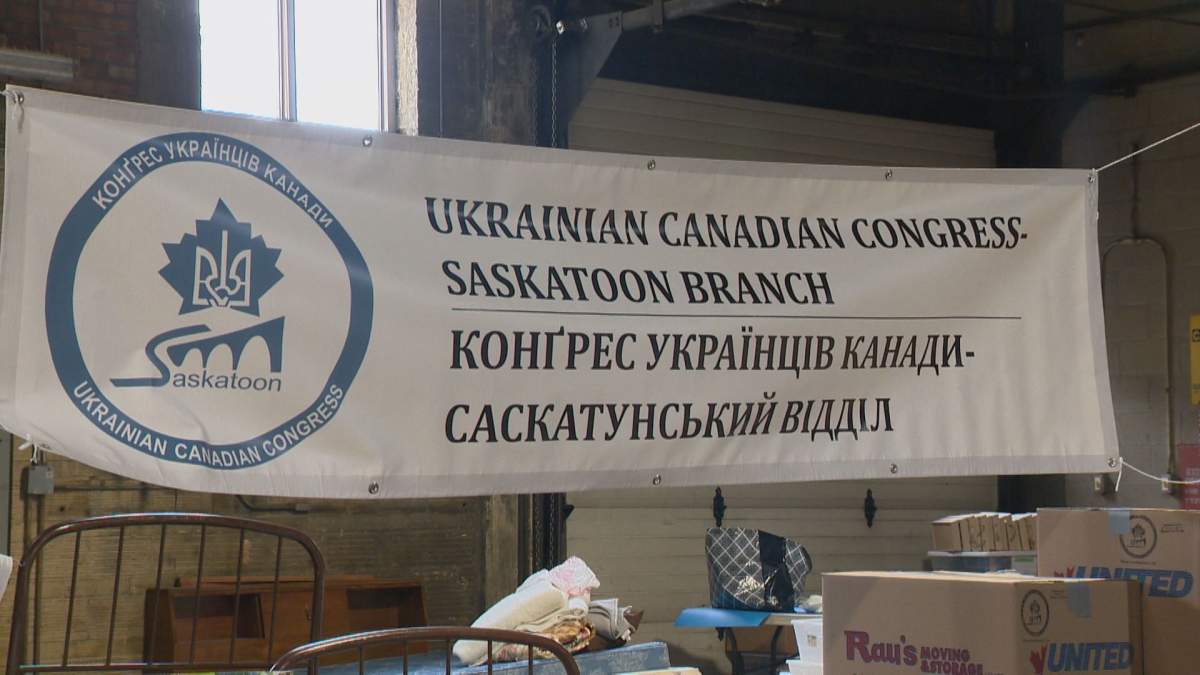 КОНҐРЕС УКРАЇНЦІВ КАНАДИ
Saskatoon
UKRAINIAN CANADIAN CONGRESS
UKRAINIAN CANADIAN CONGRESS-
SASKATOON BRANCH
КОНҐРЕС УКРАЇНЦІВ КАНАДИ-
САСКАТУНСЬКИЙ ВІДДІЛ
UNITED
Ray's MOVING
& STORAGE
UNITED